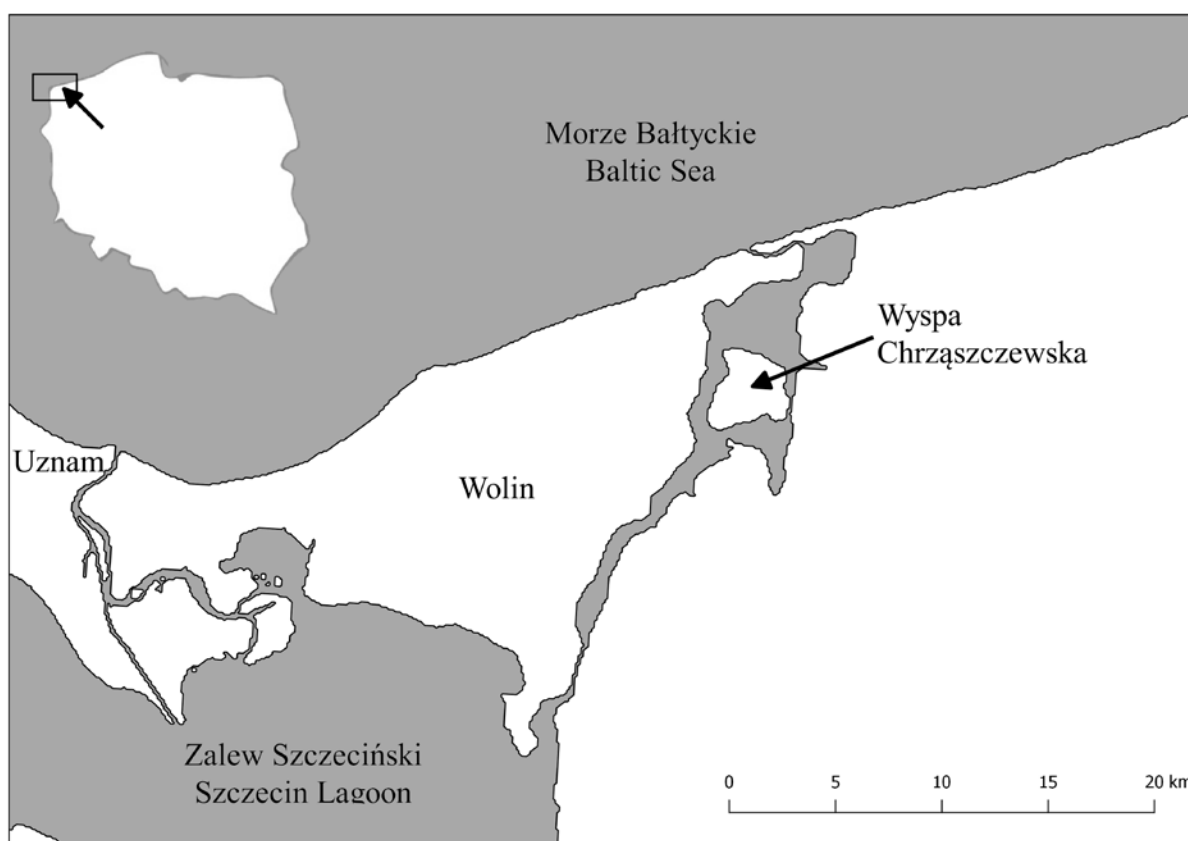 Morze Bałtyckie
Baltic Sea
Wyspa
Chrząszczewska
Uznam
Wolin
Zalew Szczeciński
Szczecin Lagoon
0 5 10 15 20 km